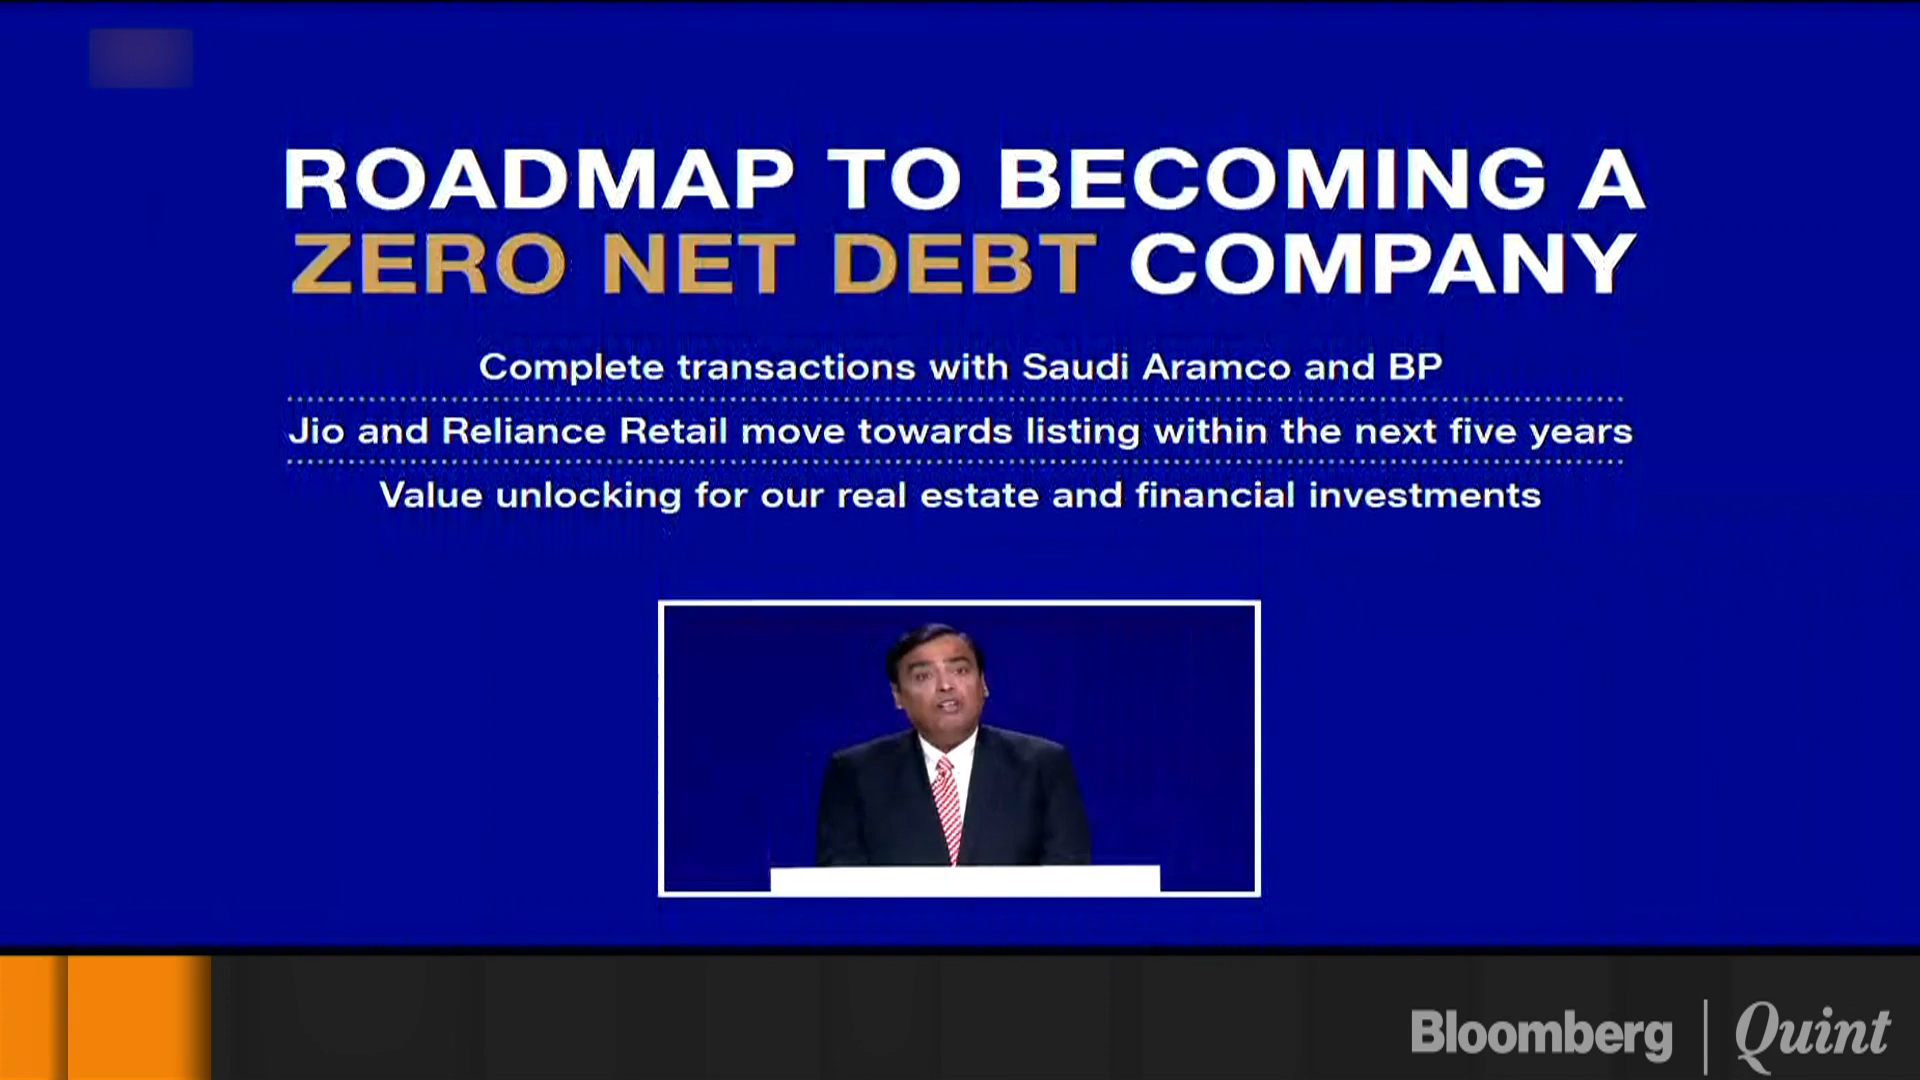 ROADMAP TO BECOMING A
ZERO NET DEBT COMPANY
Complete transactions with Saudi Aramco and BP
Jio and Reliance Retail move towards listing within the next five years
Value unlocking for our real estate and financial investments
Bloomberg | Quint